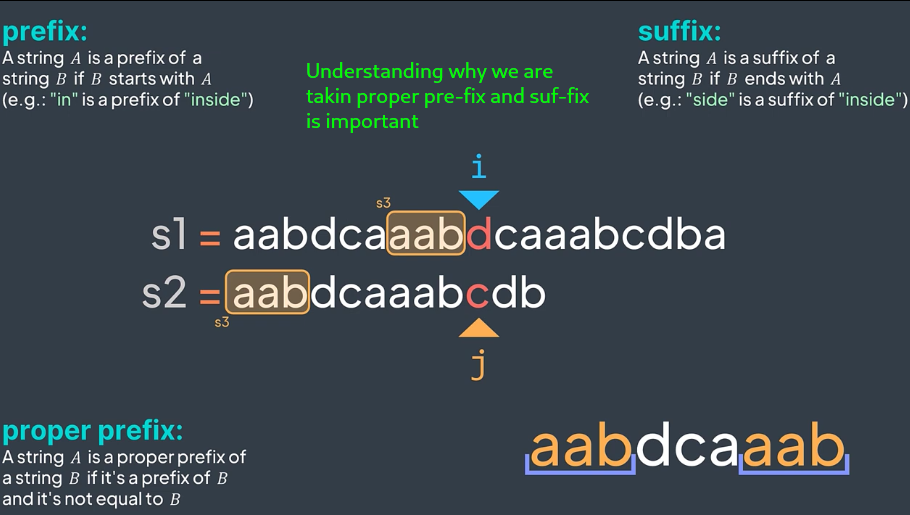 prefix:
A string A is a prefix of a
string B if B starts with A
(e.g.: "in" is a prefix of "inside")
suffix:
A string A is a suffix of a
string B if B ends with A
(e.g.: "side" is a suffix of "inside")
Understanding why we are
takin proper pre-fix and suf-fix
is important
i
s3
s1 = aabdcaaabdcaaabcdba
s2 = aabdcaaabcdb
s3
j
proper prefix:
A string A is a proper prefix of
a string B if it's a prefix of B
and it's not equal to B
aabdcaaab